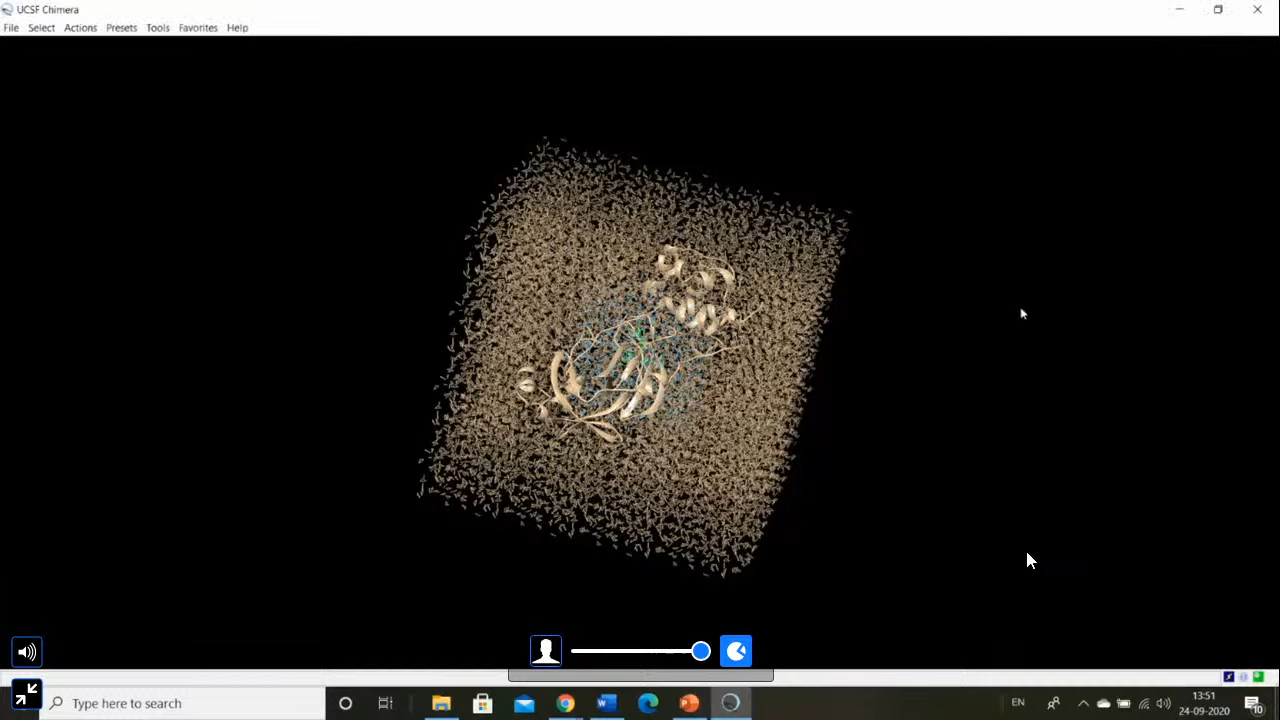 UCSF Chimera
File Select Actions Presets Tools Favorites Help
Type here to search
EN
13:51
24-09-2020
10